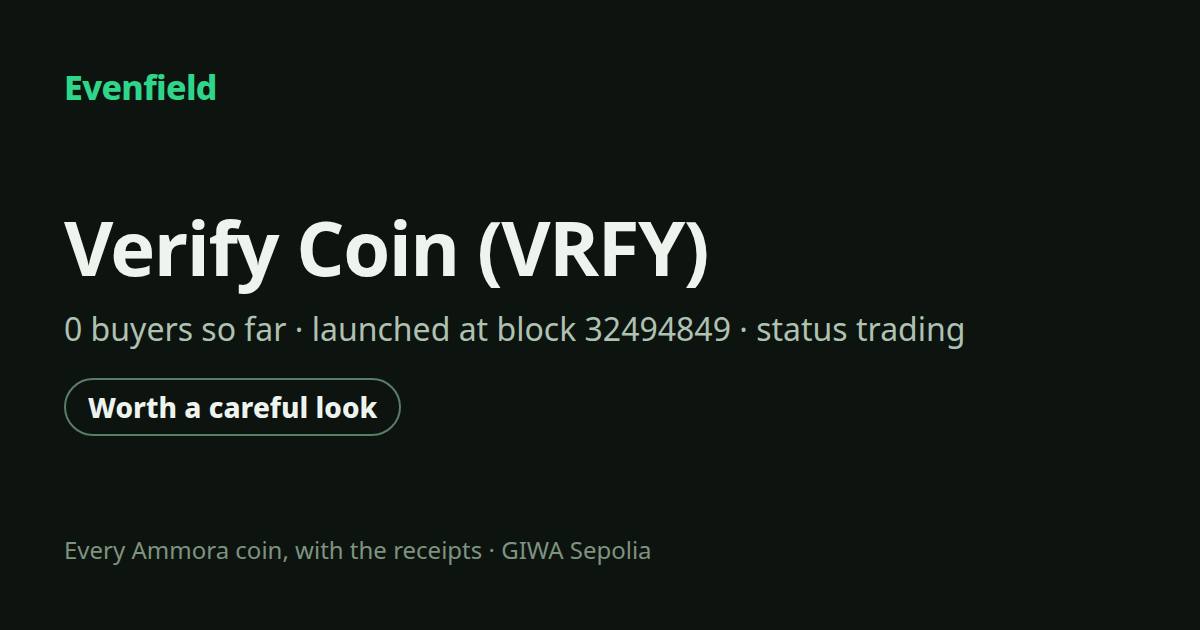 Evenfield
Verify Coin (VRFY)
0 buyers so far · launched at block 32494849 · status trading
Worth a careful look
Every Ammora coin, with the receipts · GIWA Sepolia